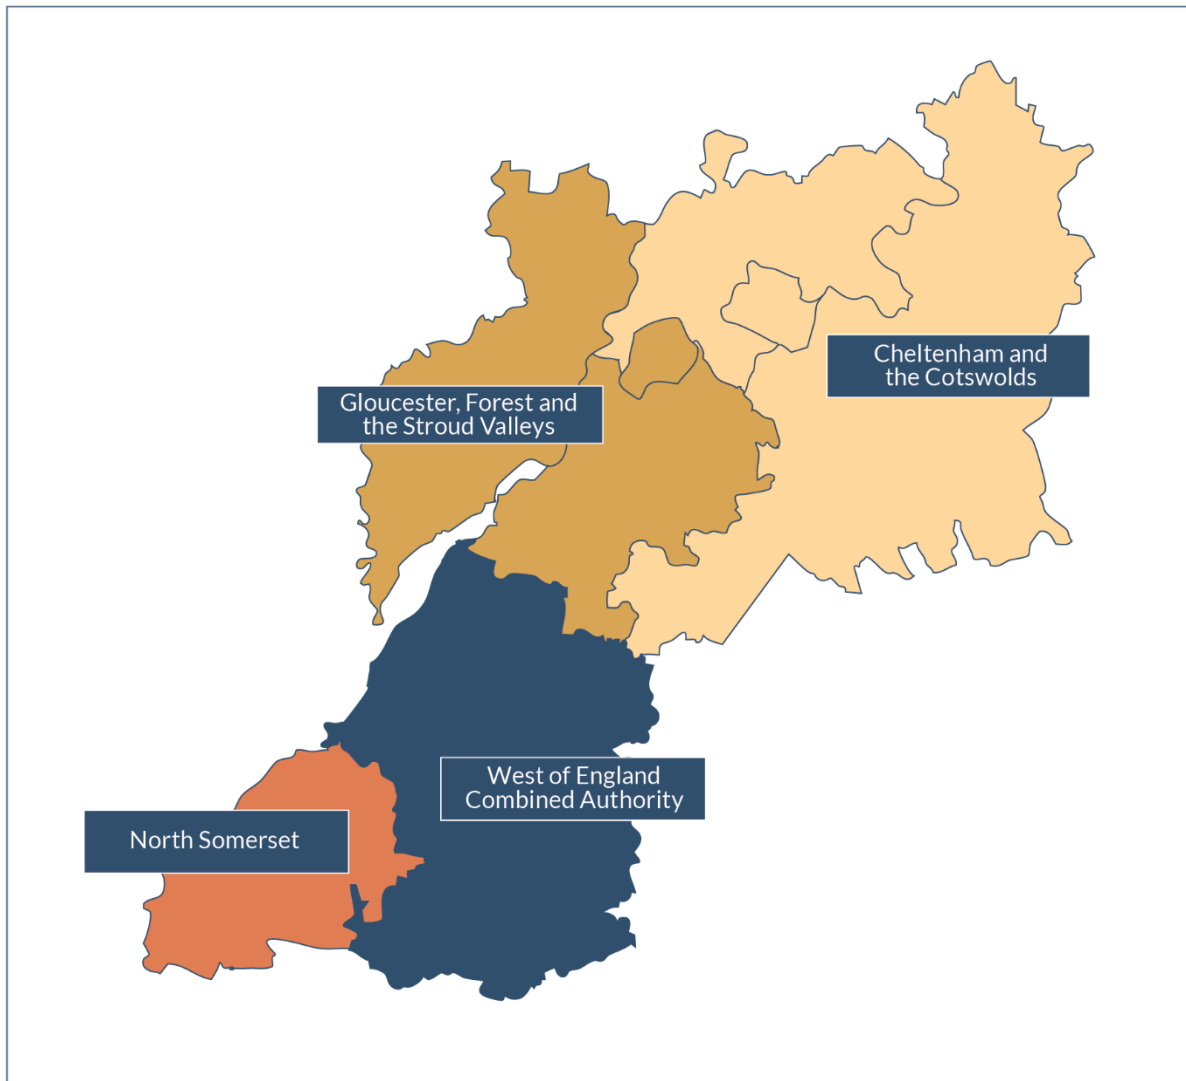 Cheltenham and
the Cotswolds
Gloucester, Forest and
the Stroud Valleys
West of England
Combined Authority
North Somerset